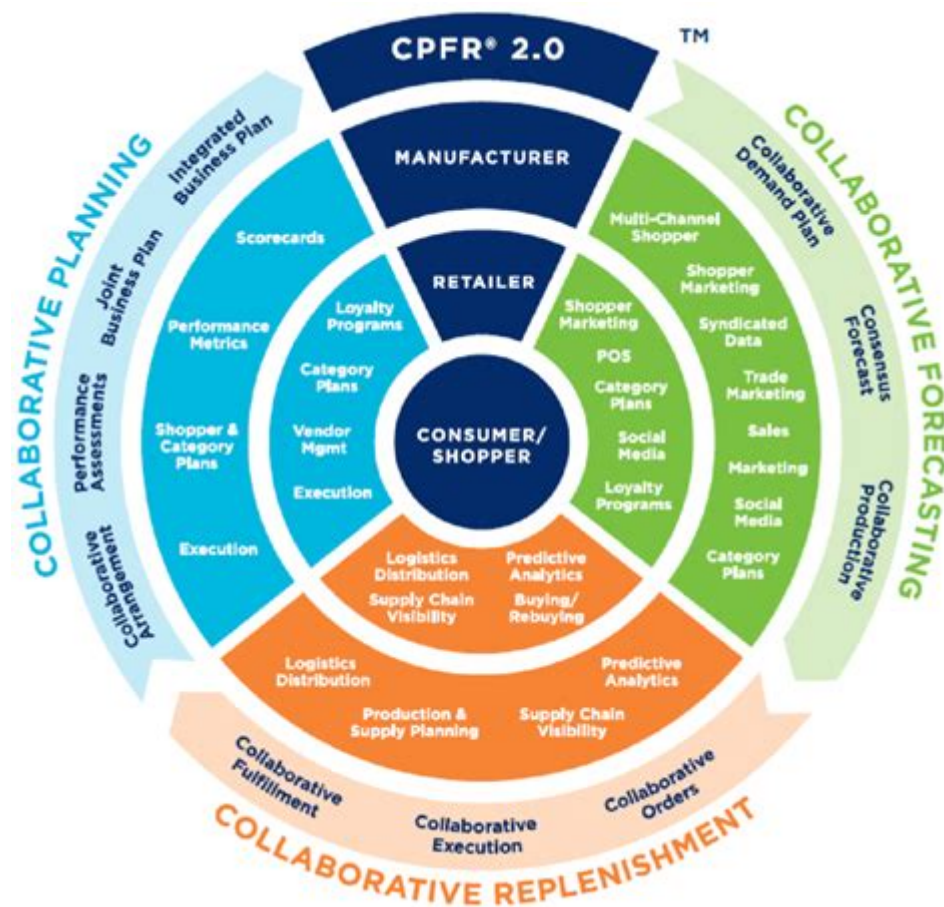 CPFR® 2.0
TM
MANUFACTURER
RETAILER
CONSUMER/
SHOPPER
COLLABORATIVE PLANNING
Integrated
Business Plan
Joint
Business Plan
Performance
Assessments
Collaborative
Arrangement
Scorecards
Performance
Metrics
Shopper &
Category
Plans
Execution
Loyalty
Programs
Category
Plans
Vendor
Mgmt
Execution
COLLABORATIVE FORECASTING
Collaborative
Demand Plan
Consensus
Forecast
Collaborative
Production
Multi-Channel
Shopper
Shopper
Marketing
Syndicated
Data
Trade
Marketing
Sales
Marketing
Social
Media
Category
Plans
Shopper
Marketing
POS
Category
Plans
Social
Media
Loyalty
Programs
Logistics
Distribution
Predictive
Analytics
Supply Chain
Visibility
Buying/
Rebuying
Logistics
Distribution
Predictive
Analytics
Production &
Supply Planning
Supply Chain
Visibility
Collaborative
Fulfillment
Collaborative
Execution
Collaborative
Orders
COLLABORATIVE REPLENISHMENT